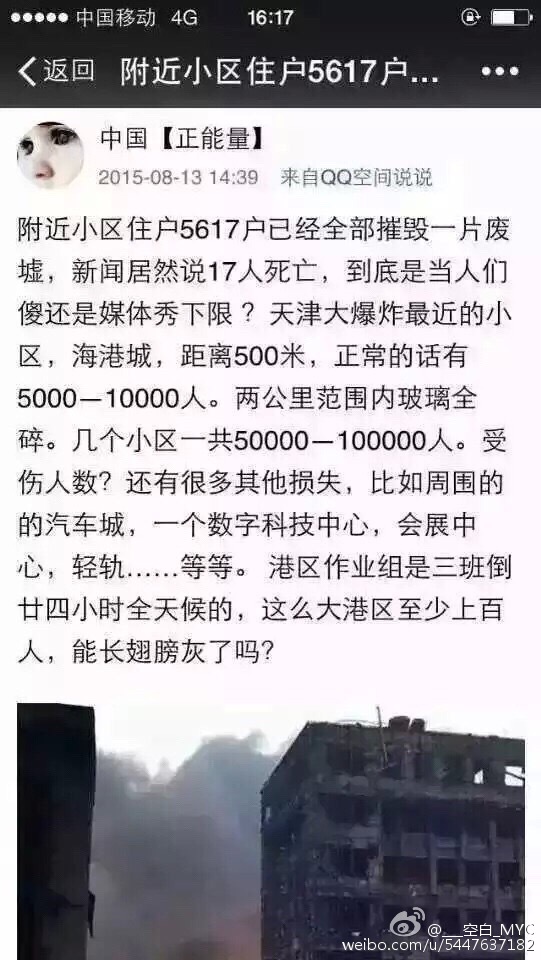 中国移动 4G 16:17
返回 附近小区住户5617户...
中国【正能量】
2015-08-13 14:39 来自QQ空间说说
附近小区住户5617户已经全部摧毁一片废
墟，新闻居然说17人死亡，到底是当人们
傻还是媒体秀下限？天津大爆炸最近的小
区，海港城，距离500米，正常的话有
5000—10000人。两公里范围内玻璃全
碎。几个小区一共50000—100000人。受
伤人数？还有很多其他损失，比如周围的
的汽车城，一个数字科技中心，会展中
心，轻轨……等等。 港区作业组是三班倒
廿四小时全天候的，这么大港区至少上百
人，能长翅膀灰了吗？
@__空白_MYC
weibo.com/u/5447637182